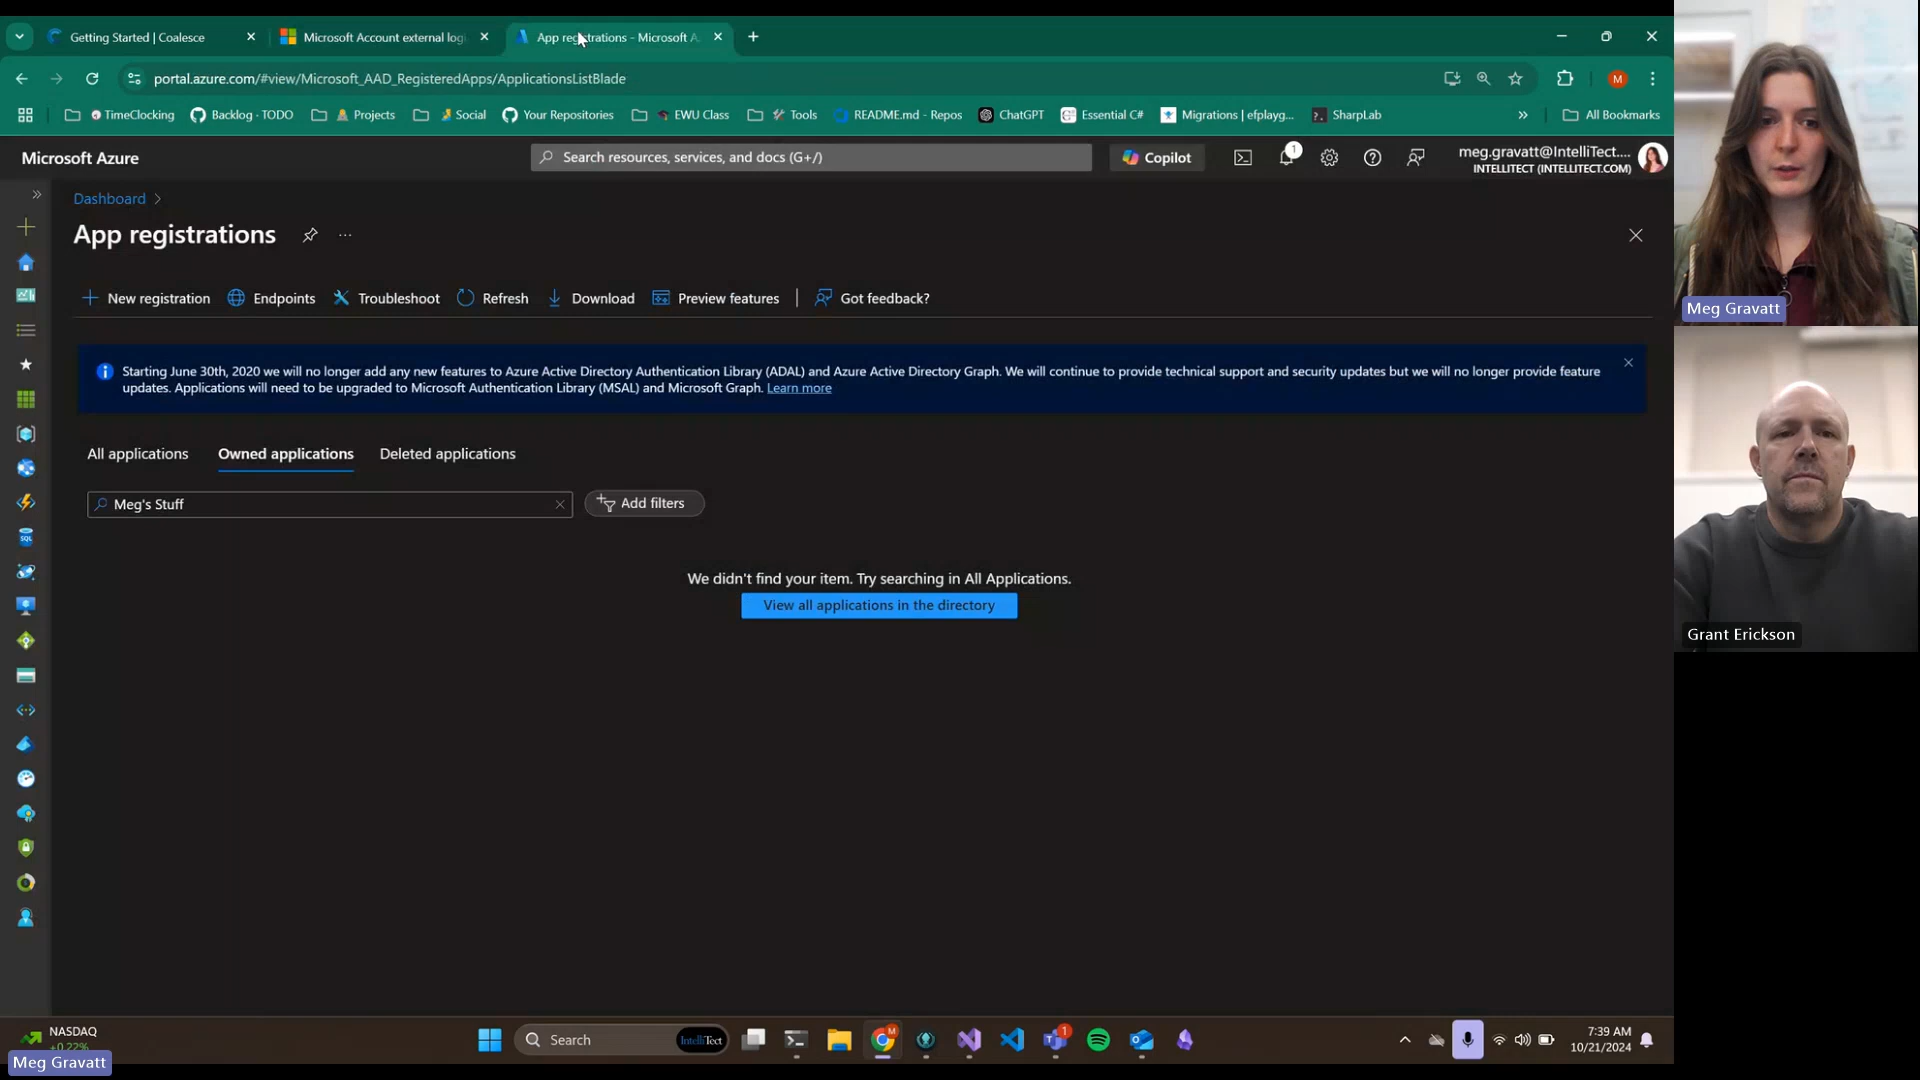 Getting Started | Coalesce
Microsoft Account external logi
App registrations - Microsoft A
portal.azure.com/#view/Microsoft_AAD_RegisteredApps/ApplicationsListBlade
M
TimeClocking
Backlog · TODO
Projects
Social
Your Repositories
EWU Class
Tools
README.md - Repos
ChatGPT
Essential C#
Migrations | efplayg...
SharpLab
»
All Bookmarks
Microsoft Azure
Search resources, services, and docs (G+/)
Copilot
1
meg.gravatt@IntelliTect....
INTELLITECT (INTELLITECT.COM)
Dashboard >
App registrations
...
New registration
Endpoints
Troubleshoot
Refresh
Download
Preview features
Got feedback?
Starting June 30th, 2020 we will no longer add any new features to Azure Active Directory Authentication Library (ADAL) and Azure Active Directory Graph. We will continue to provide technical support and security updates but we will no longer provide feature
updates. Applications will need to be upgraded to Microsoft Authentication Library (MSAL) and Microsoft Graph. Learn more
All applications
Owned applications
Deleted applications
Meg's Stuff
Add filters
We didn't find your item. Try searching in All Applications.
View all applications in the directory
SQL
Meg Gravatt
Grant Erickson
NASDAQ
+0.22%
Meg Gravatt
Search
IntelliTect
M
1
7:39 AM
10/21/2024